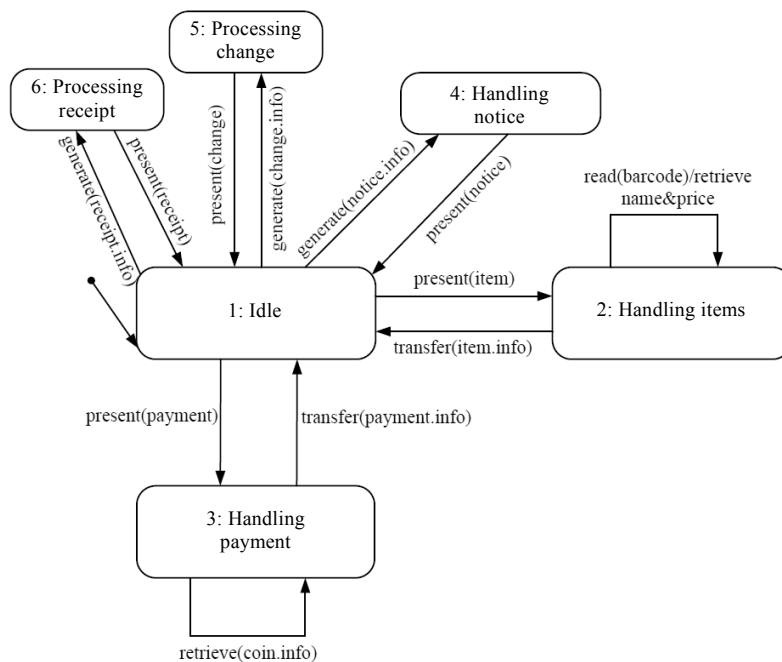 5: Processing
change
6: Processing
receipt
4: Handling
notice
generate(receipt.info)
present(receipt)
present(change)
generate(change.info)
generate(notice.info)
present(notice)
read(barcode)/retrieve
name&price
1: Idle
present(item)
2: Handling items
transfer(item.info)
present(payment)
transfer(payment.info)
3: Handling
payment
retrieve(coin.info)